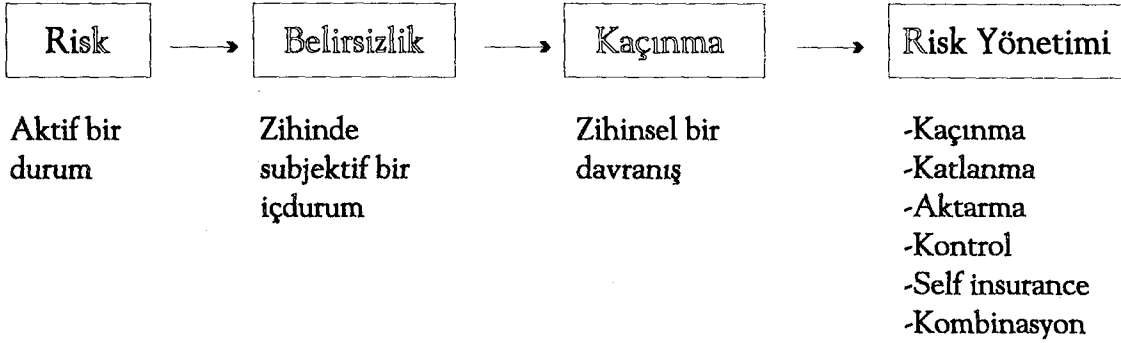 Risk
Belirsizlik
Kaçınma
Risk Yönetimi
Aktif bir
durum
Zihinde
subjektif bir
içdurum
Zihinsel bir
davranış
-Kaçınma
-Katlanma
-Aktarma
-Kontrol
-Self insurance
-Kombinasyon